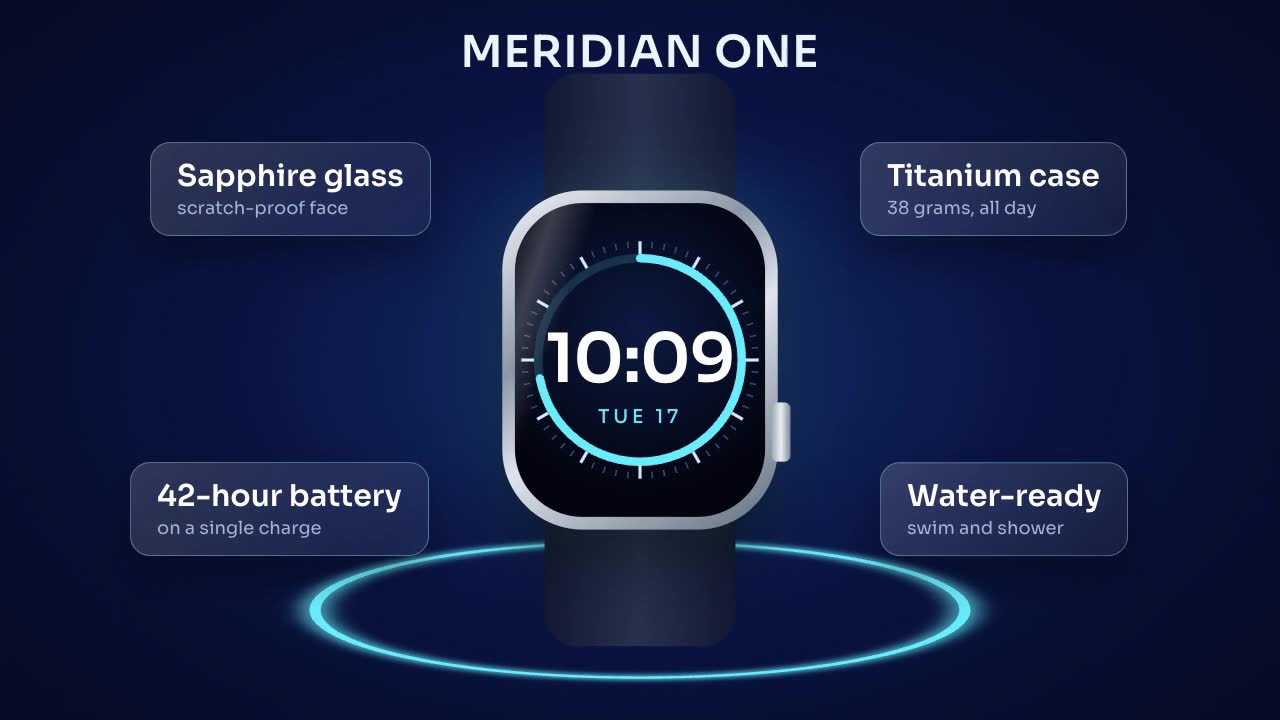 MERIDIAN ONE
Sapphire glass
scratch-proof face
Titanium case
38 grams, all day
10:09
TUE 17
42-hour battery
on a single charge
Water-ready
swim and shower